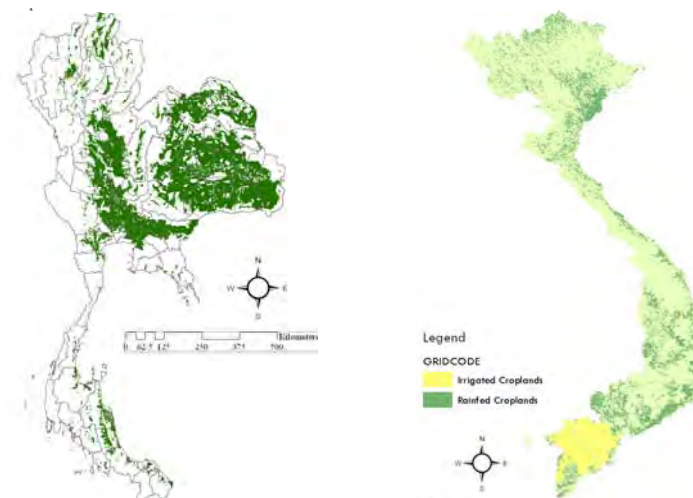 N
W E
S
Kilometers
0 62.5 125 250 375 500
Legend
GRIDCODE
Irrigated Croplands
Rainfed Croplands
N
W E
S